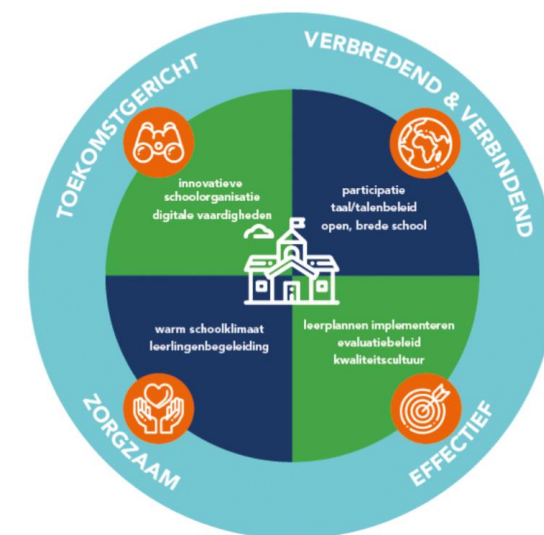 TOEKOMSTGERICHT
VERBREDEND & VERBINDEND
innovatieve
schoolorganisatie
digitale vaardigheden
participatie
taal/talenbeleid
open, brede school
warm schoolklimaat
leerlingenbegeleiding
leerplannen implementeren
evaluatiebeleid
kwaliteitscultuur
ZORGZAAM
EFFECTIEF